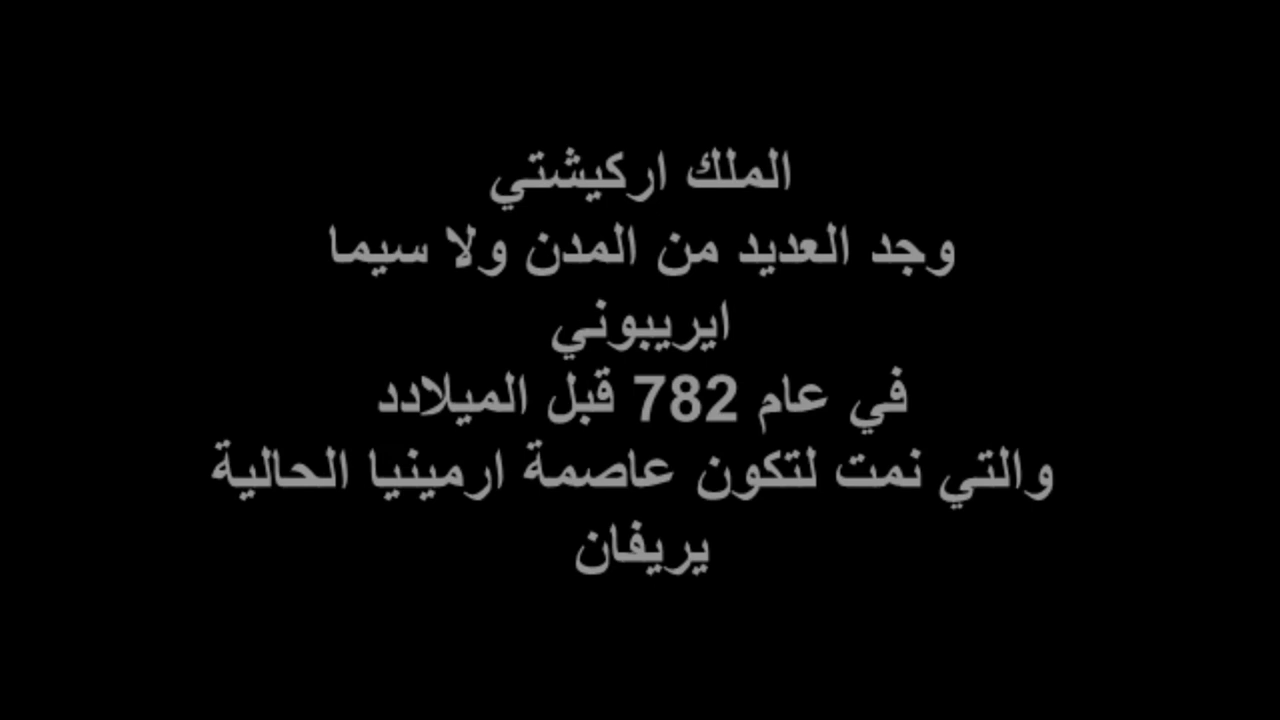 الملك اركيشتي
وجد العديد من المدن ولا سيما
ايريبوني
في عام 782 قبل الميلادد
والتي نمت لتكون عاصمة ارمينيا الحالية
يريفان